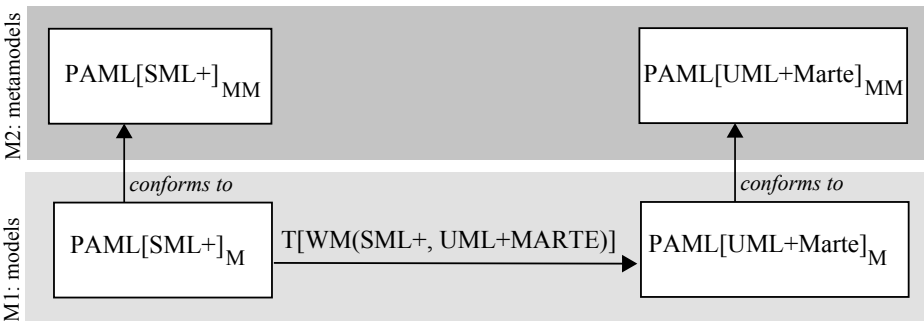 M2: metamodels
PAML[SML+]MM
PAML[UML+Marte]MM
conforms to
conforms to
M1: models
PAML[SML+]M
T[WM(SML+, UML+MARTE)]
PAML[UML+Marte]M